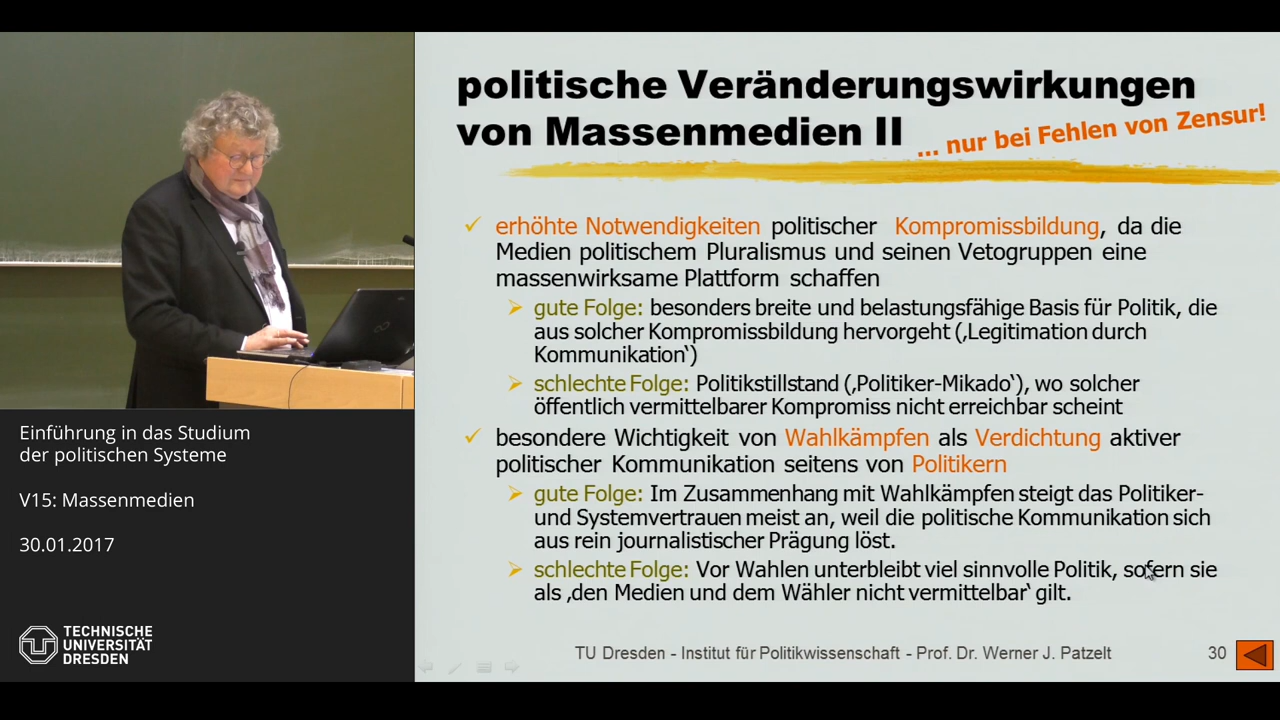 politische Veränderungswirkungen
von Massenmedien II
... nur bei Fehlen von Zensur!
erhöhte Notwendigkeiten politischer Kompromissbildung, da die
Medien politischem Pluralismus und seinen Vetogruppen eine
massenwirksame Plattform schaffen
gute Folge: besonders breite und belastungsfähige Basis für Politik, die
aus solcher Kompromissbildung hervorgeht (‚Legitimation durch
Kommunikation‘)
schlechte Folge: Politikstillstand (‚Politiker-Mikado‘), wo solcher
öffentlich vermittelbarer Kompromiss nicht erreichbar scheint
besondere Wichtigkeit von Wahlkämpfen als Verdichtung aktiver
politischer Kommunikation seitens von Politikern
gute Folge: Im Zusammenhang mit Wahlkämpfen steigt das Politiker-
und Systemvertrauen meist an, weil die politische Kommunikation sich
aus rein journalistischer Prägung löst.
schlechte Folge: Vor Wahlen unterbleibt viel sinnvolle Politik, sofern sie
als ‚den Medien und dem Wähler nicht vermittelbar‘ gilt.
TU Dresden - Institut für Politikwissenschaft - Prof. Dr. Werner J. Patzelt
30
Einführung in das Studium
der politischen Systeme
V15: Massenmedien
30.01.2017
TECHNISCHE
UNIVERSITÄT
DRESDEN